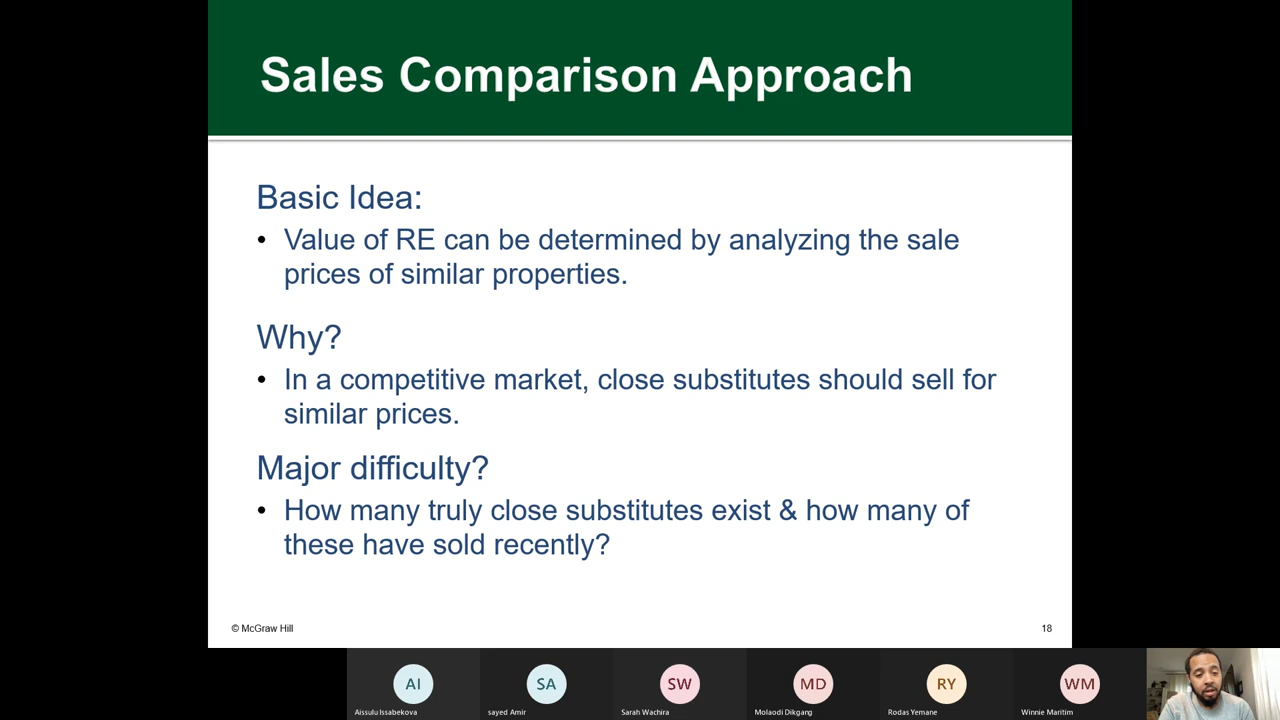 Sales Comparison Approach
Basic Idea:
• Value of RE can be determined by analyzing the sale
prices of similar properties.
Why?
• In a competitive market, close substitutes should sell for
similar prices.
Major difficulty?
• How many truly close substitutes exist & how many of
these have sold recently?
© McGraw Hill
18
AI
SA
SW
MD
RY
WM
Aissulu Issabekova
sayed Amir
Sarah Wachira
Molaodi Dikgang
Rodas Yemane
Winnie Maritim